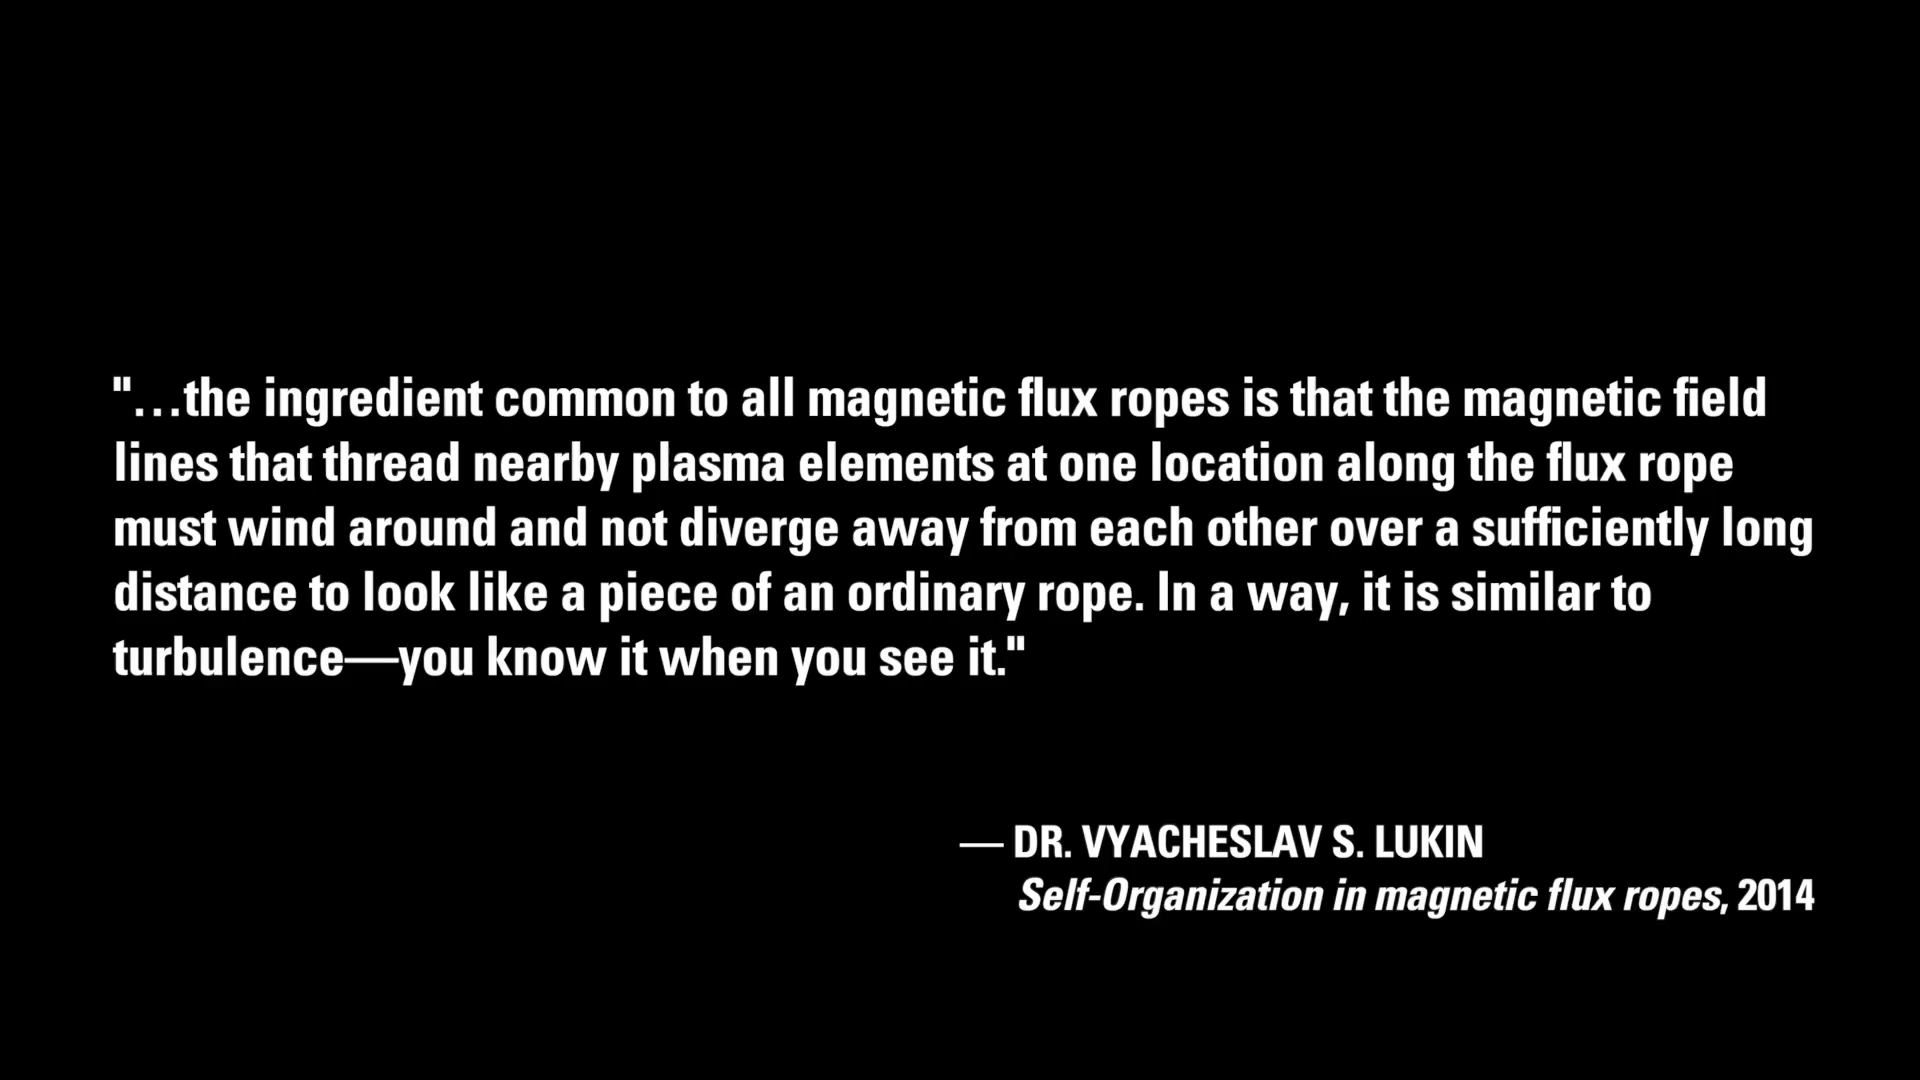 "…the ingredient common to all magnetic flux ropes is that the magnetic field
lines that thread nearby plasma elements at one location along the flux rope
must wind around and not diverge away from each other over a sufficiently long
distance to look like a piece of an ordinary rope. In a way, it is similar to
turbulence—you know it when you see it."
— DR. VYACHESLAV S. LUKIN
Self-Organization in magnetic flux ropes, 2014